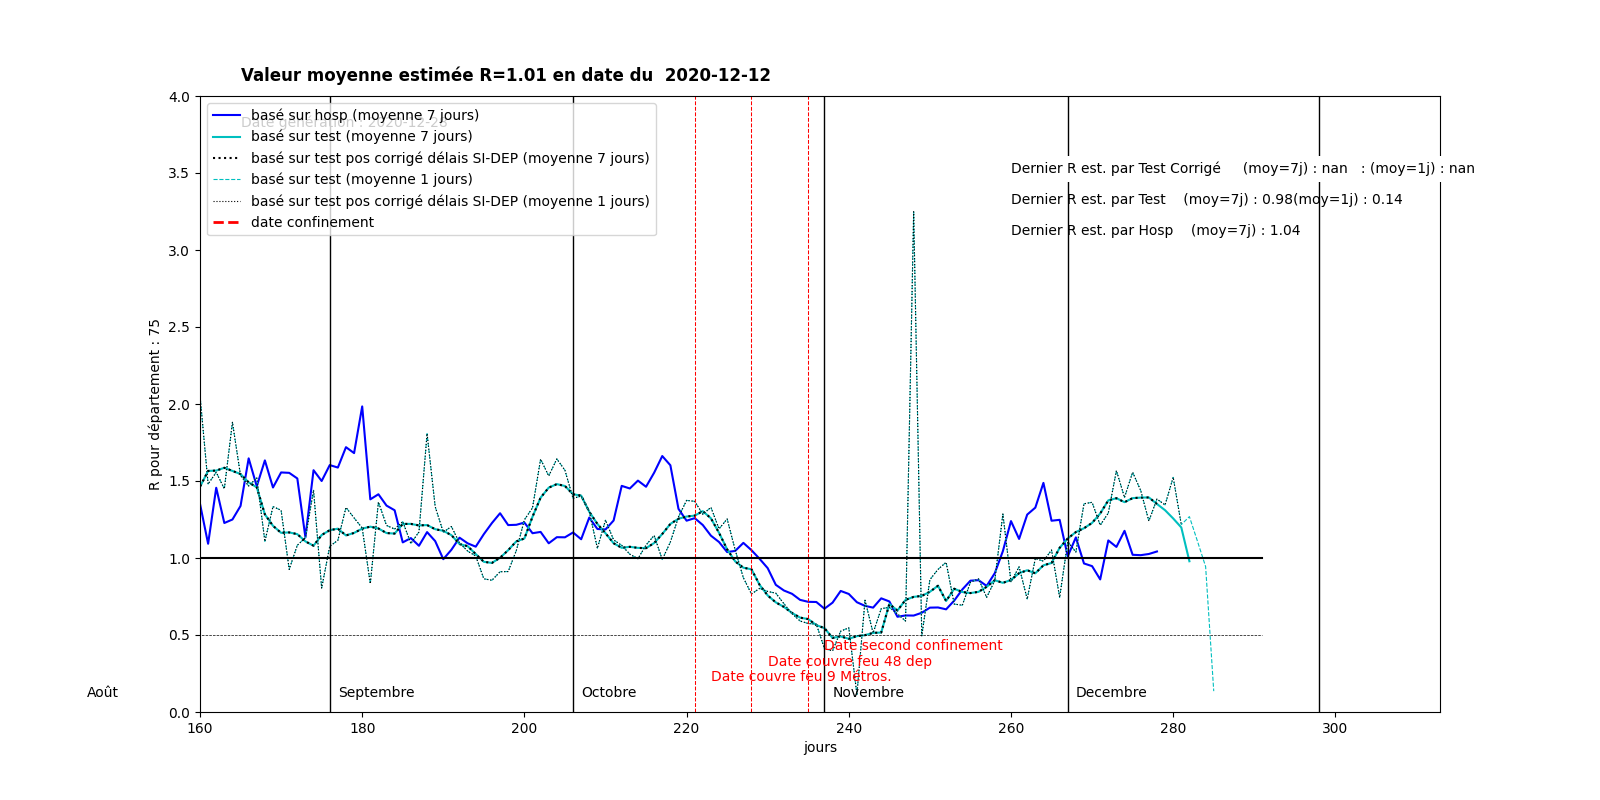 Valeur moyenne estimée R=1.01 en date du  2020-12-12
Date génération : 2020-12-28
basé sur hosp (moyenne 7 jours)
basé sur test (moyenne 7 jours)
basé sur test pos corrigé délais SI-DEP (moyenne 7 jours)
basé sur test (moyenne 1 jours)
basé sur test pos corrigé délais SI-DEP (moyenne 1 jours)
date confinement
Dernier R est. par Test Corrigé     (moy=7j) : nan   : (moy=1j) : nan
Dernier R est. par Test    (moy=7j) : 0.98(moy=1j) : 0.14
Dernier R est. par Hosp    (moy=7j) : 1.04
4.0
3.5
3.0
2.5
2.0
1.5
1.0
0.5
0.0
R pour département : 75
Date second confinement
Date couvre feu 48 dep
Date couvre feu 9 Métros.
Août
Septembre
Octobre
Novembre
Decembre
160
180
200
220
240
260
280
300
jours